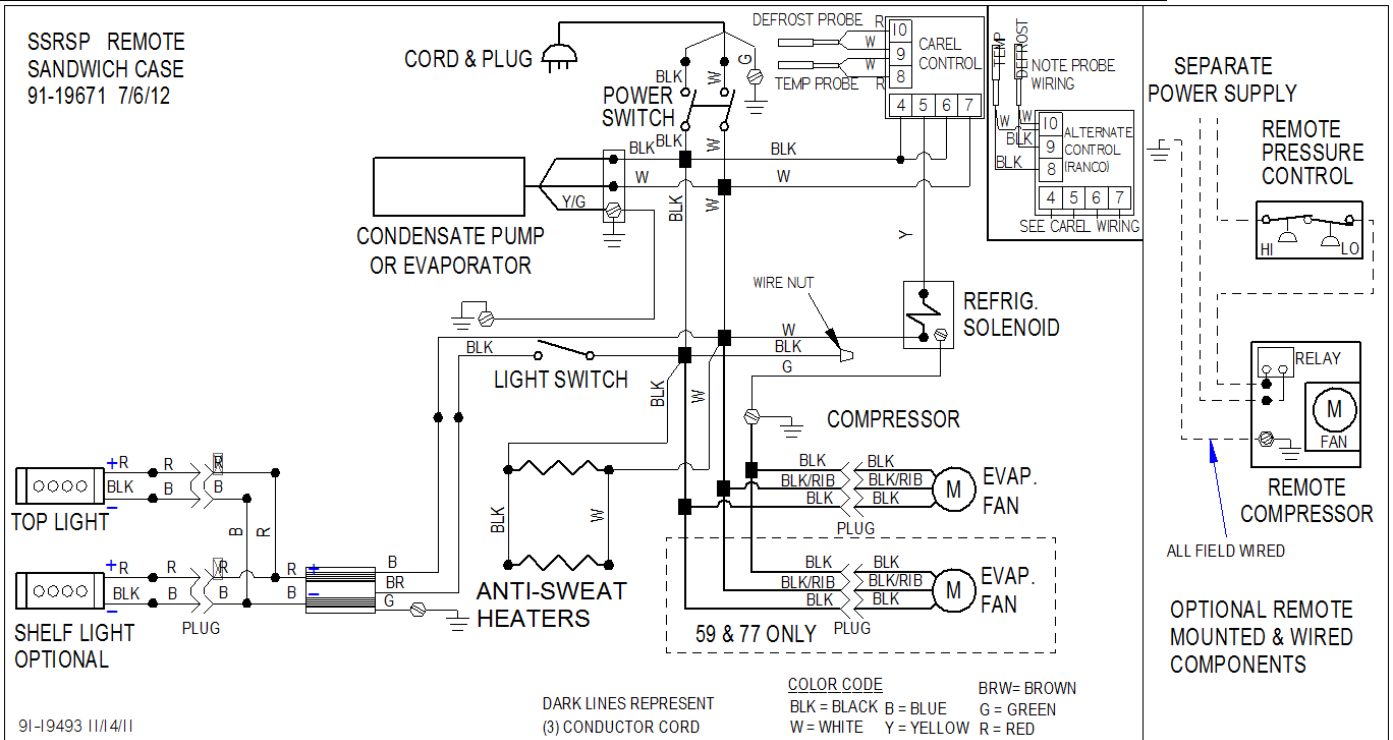 SSRSP REMOTE
SANDWICH CASE
91-19671 7/6/12
CORD & PLUG
BLK
W
G
POWER
SWITCH
DEFROST PROBE R
W
W
TEMP PROBE R
10
9
8
CAREL
CONTROL
4 5 6 7
TEMP
DEFROST
NOTE PROBE
WIRING
W W
BLK
BLK
10
9
8
ALTERNATE
CONTROL
(RANCO)
4 5 6 7
SEE CAREL WIRING
SEPARATE
POWER SUPPLY
REMOTE
PRESSURE
CONTROL
HI LO
BLK BLK W BLK
W W
Y/G
BLK W
Y
CONDENSATE PUMP
OR EVAPORATOR
WIRE NUT
REFRIG.
SOLENOID
W
BLK BLK
G
LIGHT SWITCH
BLK W
COMPRESSOR
RELAY
M
FAN
REMOTE
COMPRESSOR
ALL FIELD WIRED
+R R R
BLK B B
-
TOP LIGHT
B R
+R R R
BLK B B
-
SHELF LIGHT
OPTIONAL
PLUG
R +
B -
B
BR
G
BLK W
ANTI-SWEAT
HEATERS
BLK BLK
BLK/RIB BLK/RIB
BLK BLK
PLUG
M
EVAP.
FAN
BLK BLK
BLK/RIB BLK/RIB
BLK BLK
PLUG
M
EVAP.
FAN
59 & 77 ONLY
OPTIONAL REMOTE
MOUNTED & WIRED
COMPONENTS
DARK LINES REPRESENT
(3) CONDUCTOR CORD
COLOR CODE
BLK = BLACK B = BLUE
W = WHITE Y = YELLOW
BRW= BROWN
G = GREEN
R = RED
91-19493 11/14/11